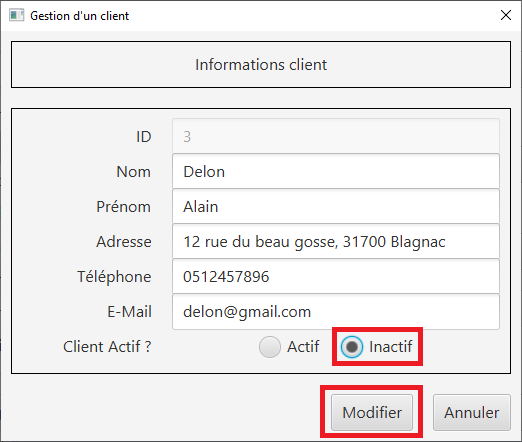 Gestion d'un client
Informations client
ID 3
Nom Delon
Prénom Alain
Adresse 12 rue du beau gosse, 31700 Blagnac
Téléphone 0512457896
E-Mail delon@gmail.com
Client Actif ? Actif Inactif
Modifier Annuler